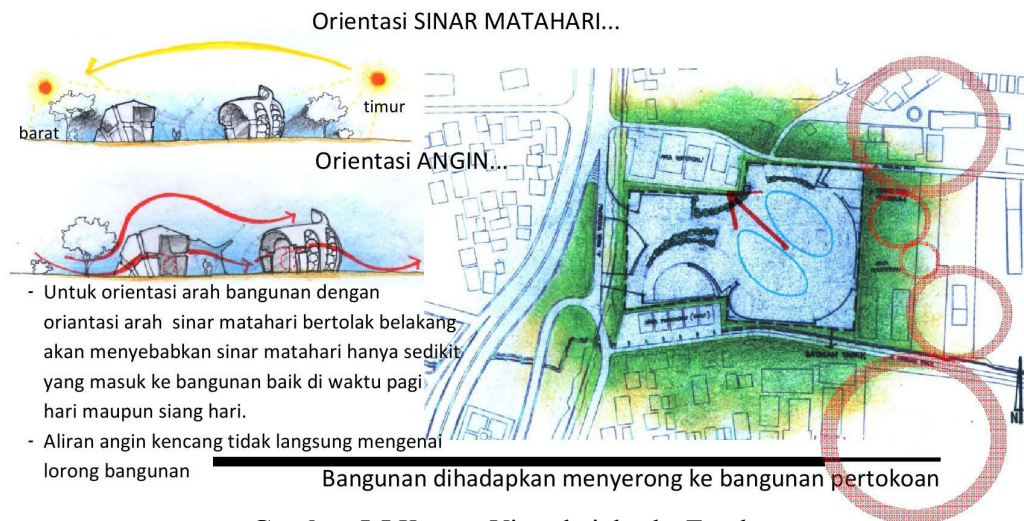 Orientasi SINAR MATAHARI...
timur
barat
Orientasi ANGIN...
- Untuk orientasi arah bangunan dengan
oriantasi arah sinar matahari bertolak belakang
akan menyebabkan sinar matahari hanya sedikit
yang masuk ke bangunan baik di waktu pagi
hari maupun siang hari.
- Aliran angin kencang tidak langsung mengenai
lorong bangunan
N
Bangunan dihadapkan menyerong ke bangunan pertokoan